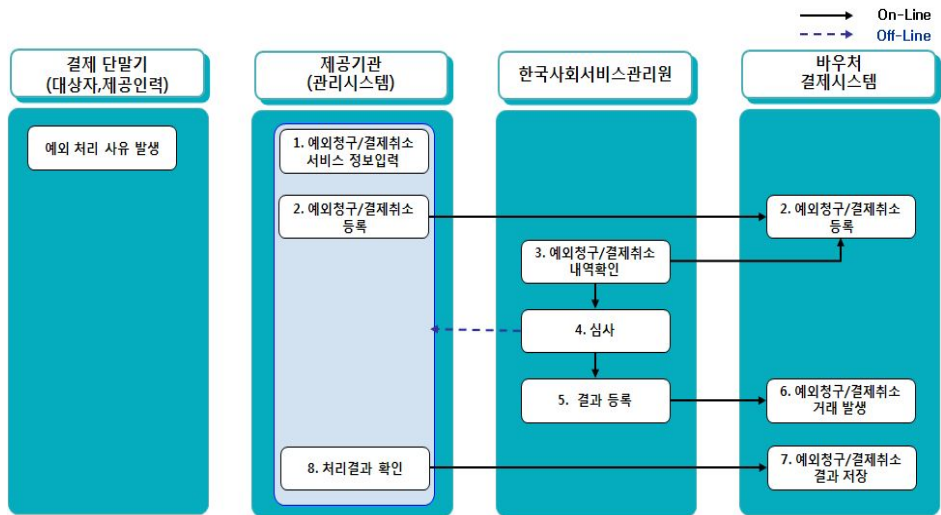 On-Line
Off-Line
결제 단말기
(대상자,제공인력)
제공기관
(관리시스템)
한국사회서비스관리원
바우처
결제시스템
예외 처리 사유 발생
1. 예외청구/결제취소
서비스 정보입력
2. 예외청구/결제취소
등록
2. 예외청구/결제취소
등록
3. 예외청구/결제취소
내역확인
4. 심사
5. 결과 등록
6. 예외청구/결제취소
거래 발생
8. 처리결과 확인
7. 예외청구/결제취소
결과 저장